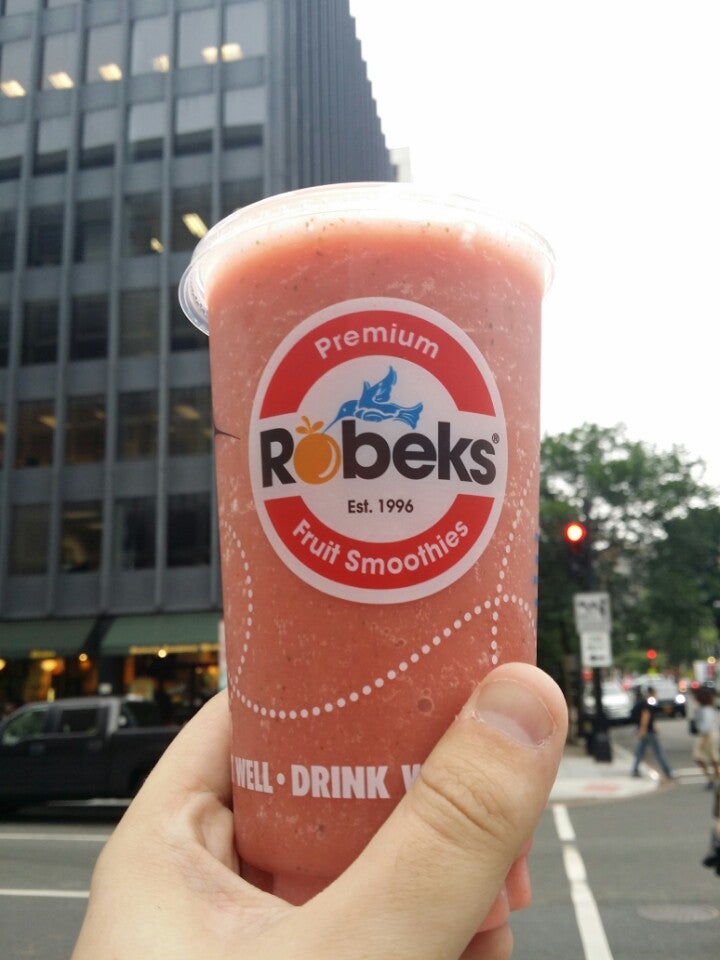 Premium
Robeks®
Est. 1996
Fruit Smoothies
WELL • DRINK